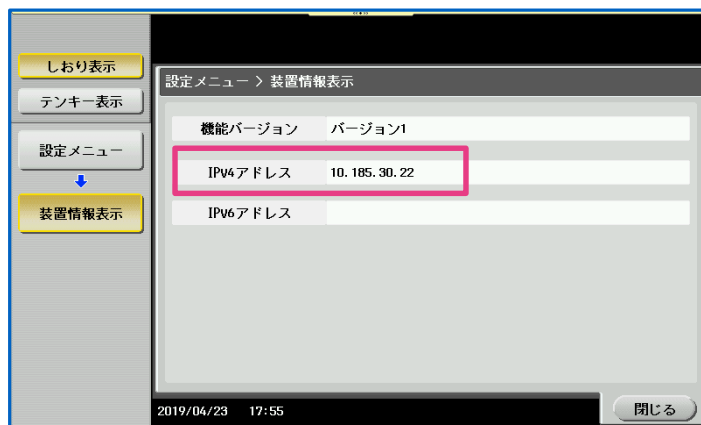 しおり表示
テンキー表示
設定メニュー
装置情報表示
設定メニュー > 装置情報表示
機能バージョン バージョン1
IPv4アドレス 10.185.30.22
IPv6アドレス
2019/04/23 17:55
閉じる